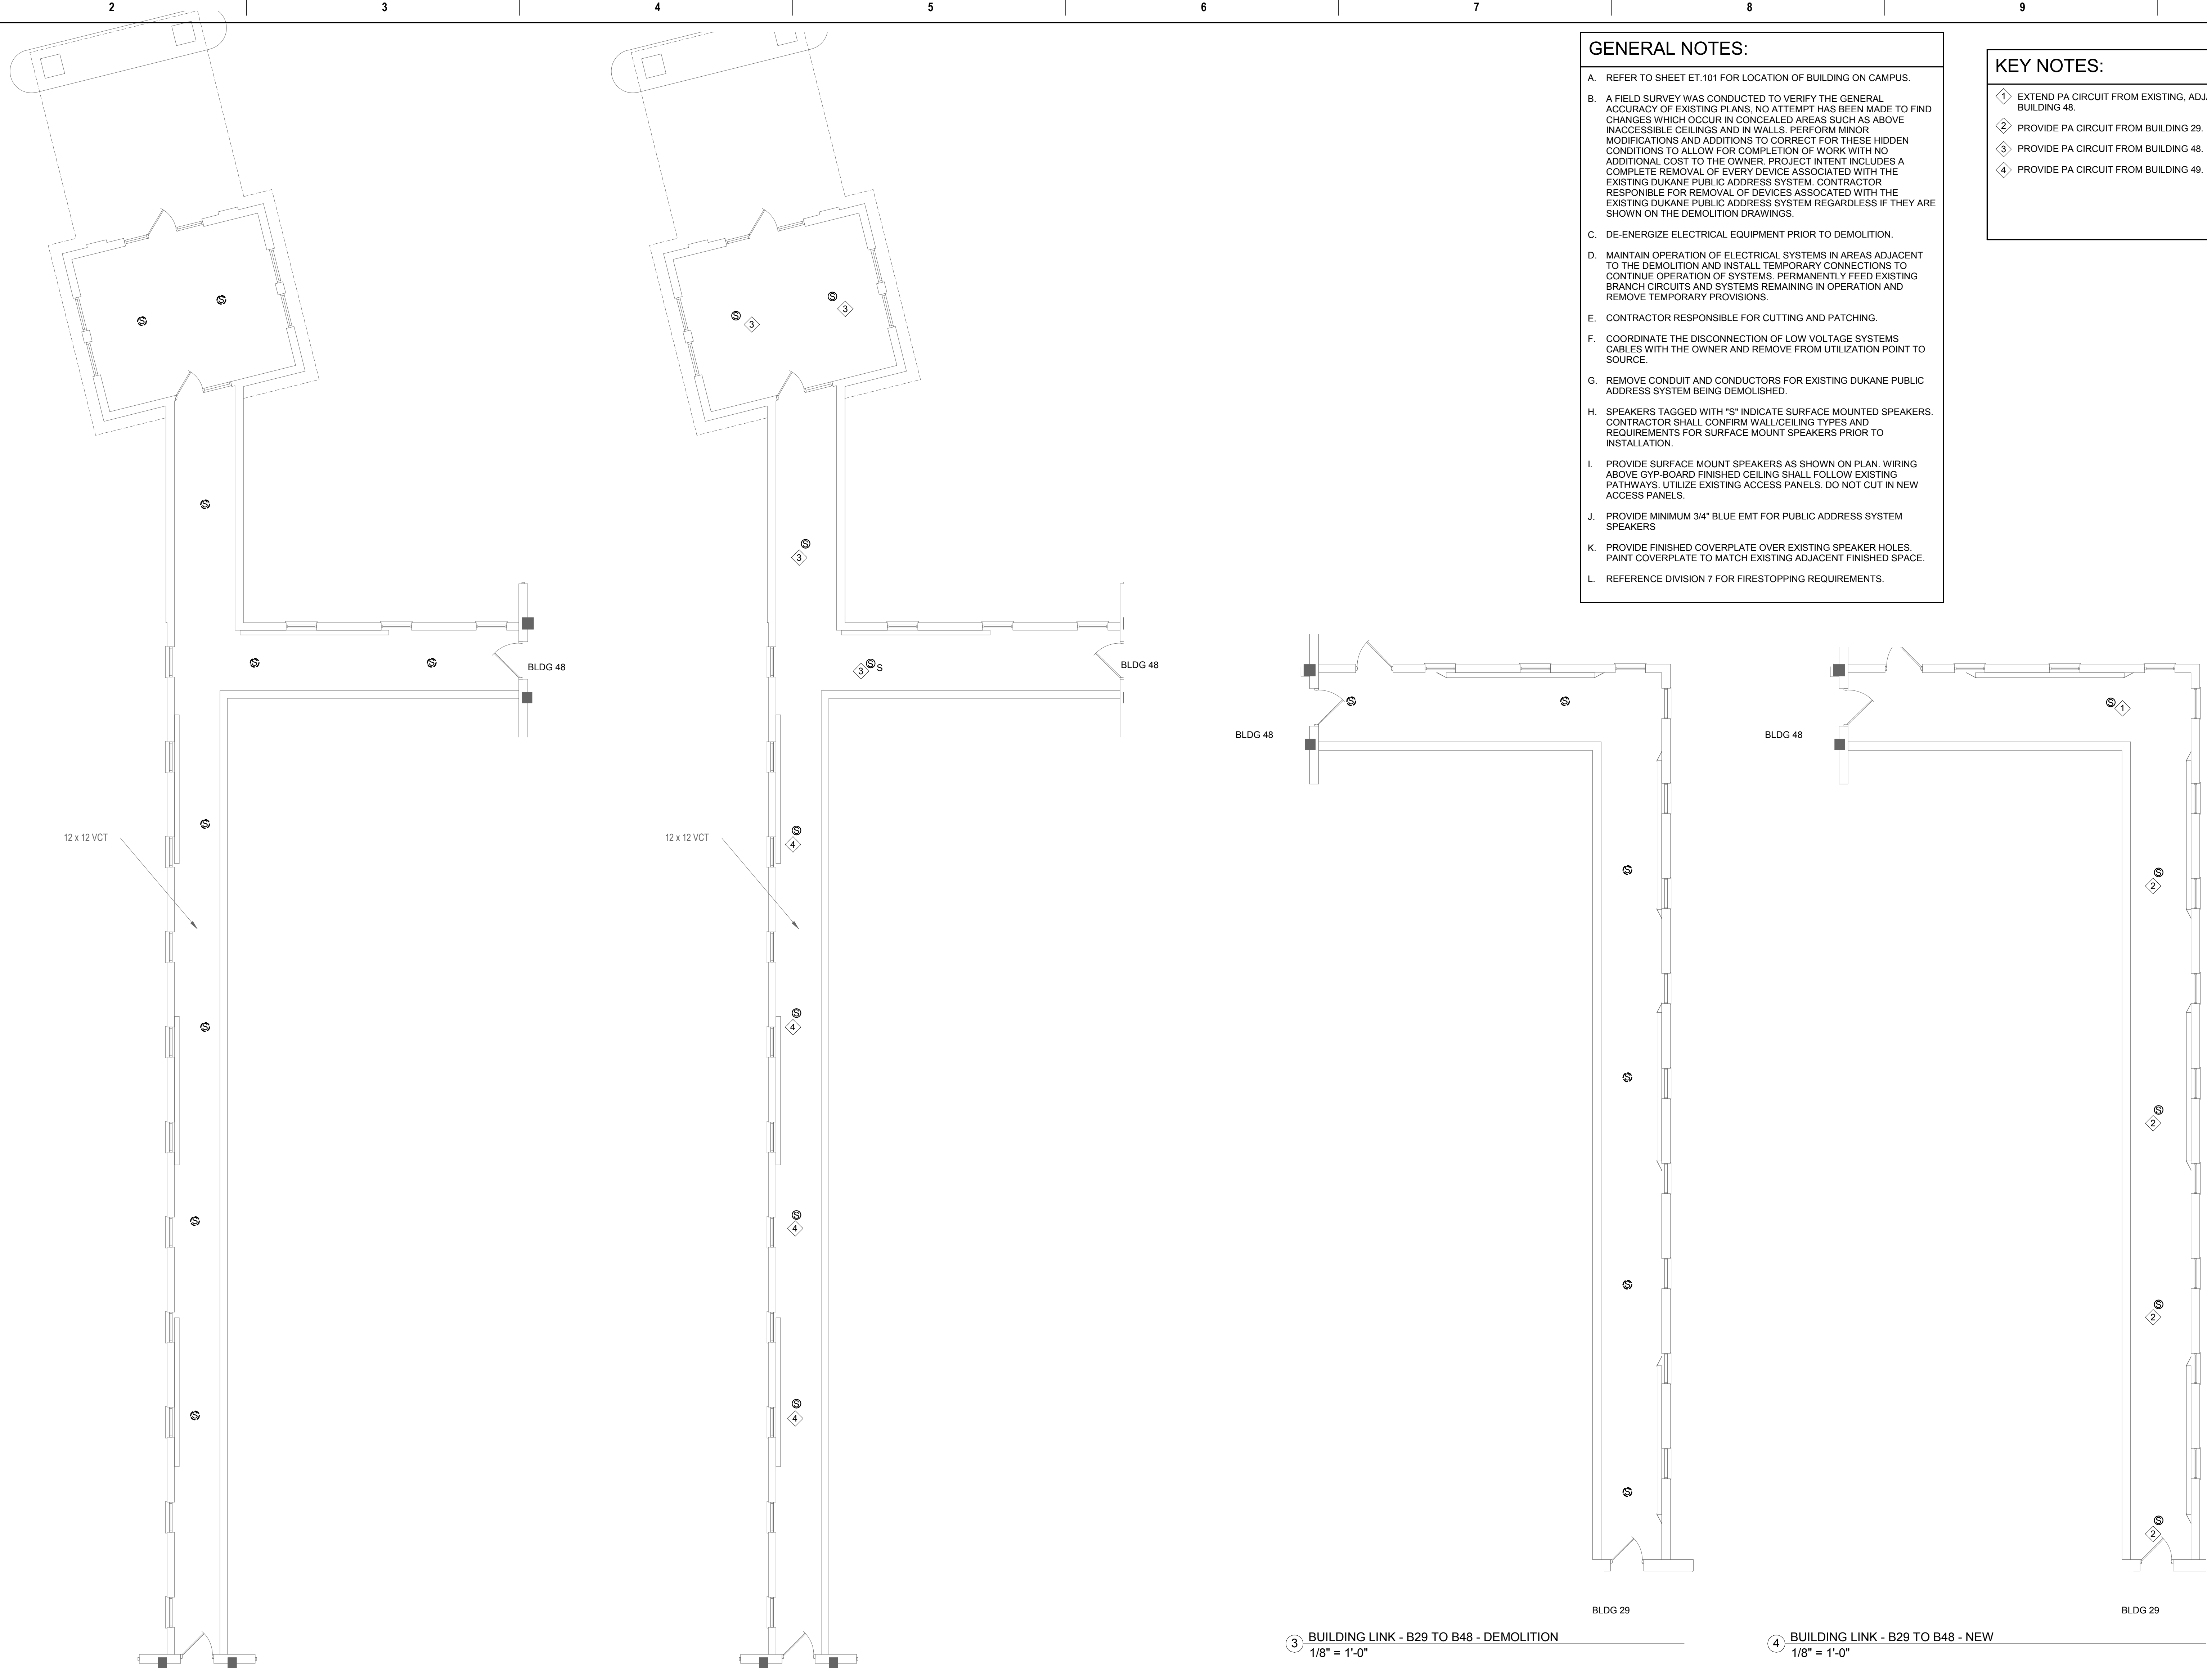 2 3 4 5 6 7 8 9
GENERAL NOTES:
A. REFER TO SHEET ET.101 FOR LOCATION OF BUILDING ON CAMPUS.
B. A FIELD SURVEY WAS CONDUCTED TO VERIFY THE GENERAL
ACCURACY OF EXISTING PLANS, NO ATTEMPT HAS BEEN MADE TO FIND
CHANGES WHICH OCCUR IN CONCEALED AREAS SUCH AS ABOVE
INACCESSIBLE CEILINGS AND IN WALLS. PERFORM MINOR
MODIFICATIONS AND ADDITIONS TO CORRECT FOR THESE HIDDEN
CONDITIONS TO ALLOW FOR COMPLETION OF WORK WITH NO
ADDITIONAL COST TO THE OWNER. PROJECT INTENT INCLUDES A
COMPLETE REMOVAL OF EVERY DEVICE ASSOCIATED WITH THE
EXISTING DUKANE PUBLIC ADDRESS SYSTEM. CONTRACTOR
RESPONIBLE FOR REMOVAL OF DEVICES ASSOCATED WITH THE
EXISTING DUKANE PUBLIC ADDRESS SYSTEM REGARDLESS IF THEY ARE
SHOWN ON THE DEMOLITION DRAWINGS.
C. DE-ENERGIZE ELECTRICAL EQUIPMENT PRIOR TO DEMOLITION.
D. MAINTAIN OPERATION OF ELECTRICAL SYSTEMS IN AREAS ADJACENT
TO THE DEMOLITION AND INSTALL TEMPORARY CONNECTIONS TO
CONTINUE OPERATION OF SYSTEMS. PERMANENTLY FEED EXISTING
BRANCH CIRCUITS AND SYSTEMS REMAINING IN OPERATION AND
REMOVE TEMPORARY PROVISIONS.
E. CONTRACTOR RESPONSIBLE FOR CUTTING AND PATCHING.
F. COORDINATE THE DISCONNECTION OF LOW VOLTAGE SYSTEMS
CABLES WITH THE OWNER AND REMOVE FROM UTILIZATION POINT TO
SOURCE.
G. REMOVE CONDUIT AND CONDUCTORS FOR EXISTING DUKANE PUBLIC
ADDRESS SYSTEM BEING DEMOLISHED.
H. SPEAKERS TAGGED WITH "S" INDICATE SURFACE MOUNTED SPEAKERS.
CONTRACTOR SHALL CONFIRM WALL/CEILING TYPES AND
REQUIREMENTS FOR SURFACE MOUNT SPEAKERS PRIOR TO
INSTALLATION.
I. PROVIDE SURFACE MOUNT SPEAKERS AS SHOWN ON PLAN. WIRING
ABOVE GYP-BOARD FINISHED CEILING SHALL FOLLOW EXISTING
PATHWAYS. UTILIZE EXISTING ACCESS PANELS. DO NOT CUT IN NEW
ACCESS PANELS.
J. PROVIDE MINIMUM 3/4" BLUE EMT FOR PUBLIC ADDRESS SYSTEM
SPEAKERS
K. PROVIDE FINISHED COVERPLATE OVER EXISTING SPEAKER HOLES.
PAINT COVERPLATE TO MATCH EXISTING ADJACENT FINISHED SPACE.
L. REFERENCE DIVISION 7 FOR FIRESTOPPING REQUIREMENTS.
KEY NOTES:
1 EXTEND PA CIRCUIT FROM EXISTING,
BUILDING 48.
2 PROVIDE PA CIRCUIT FROM BUILDING 29.
3 PROVIDE PA CIRCUIT FROM BUILDING 48.
4 PROVIDE PA CIRCUIT FROM BUILDING 49.
S
S
S
S
S
BLDG 48
12 x 12 VCT
S
S
S
S
S 3
S 3
S
3
3 S S
BLDG 48
12 x 12 VCT
S
4
S
4
S
4
S
4
S
S
BLDG 48
S
S
S
S
BLDG 29
3 BUILDING LINK - B29 TO B48 - DEMOLITION
1/8" = 1'-0"
S 1
BLDG 48
S
2
S
2
S
2
S
2
BLDG 29
4 BUILDING LINK - B29 TO B48 - NEW
1/8" = 1'-0"